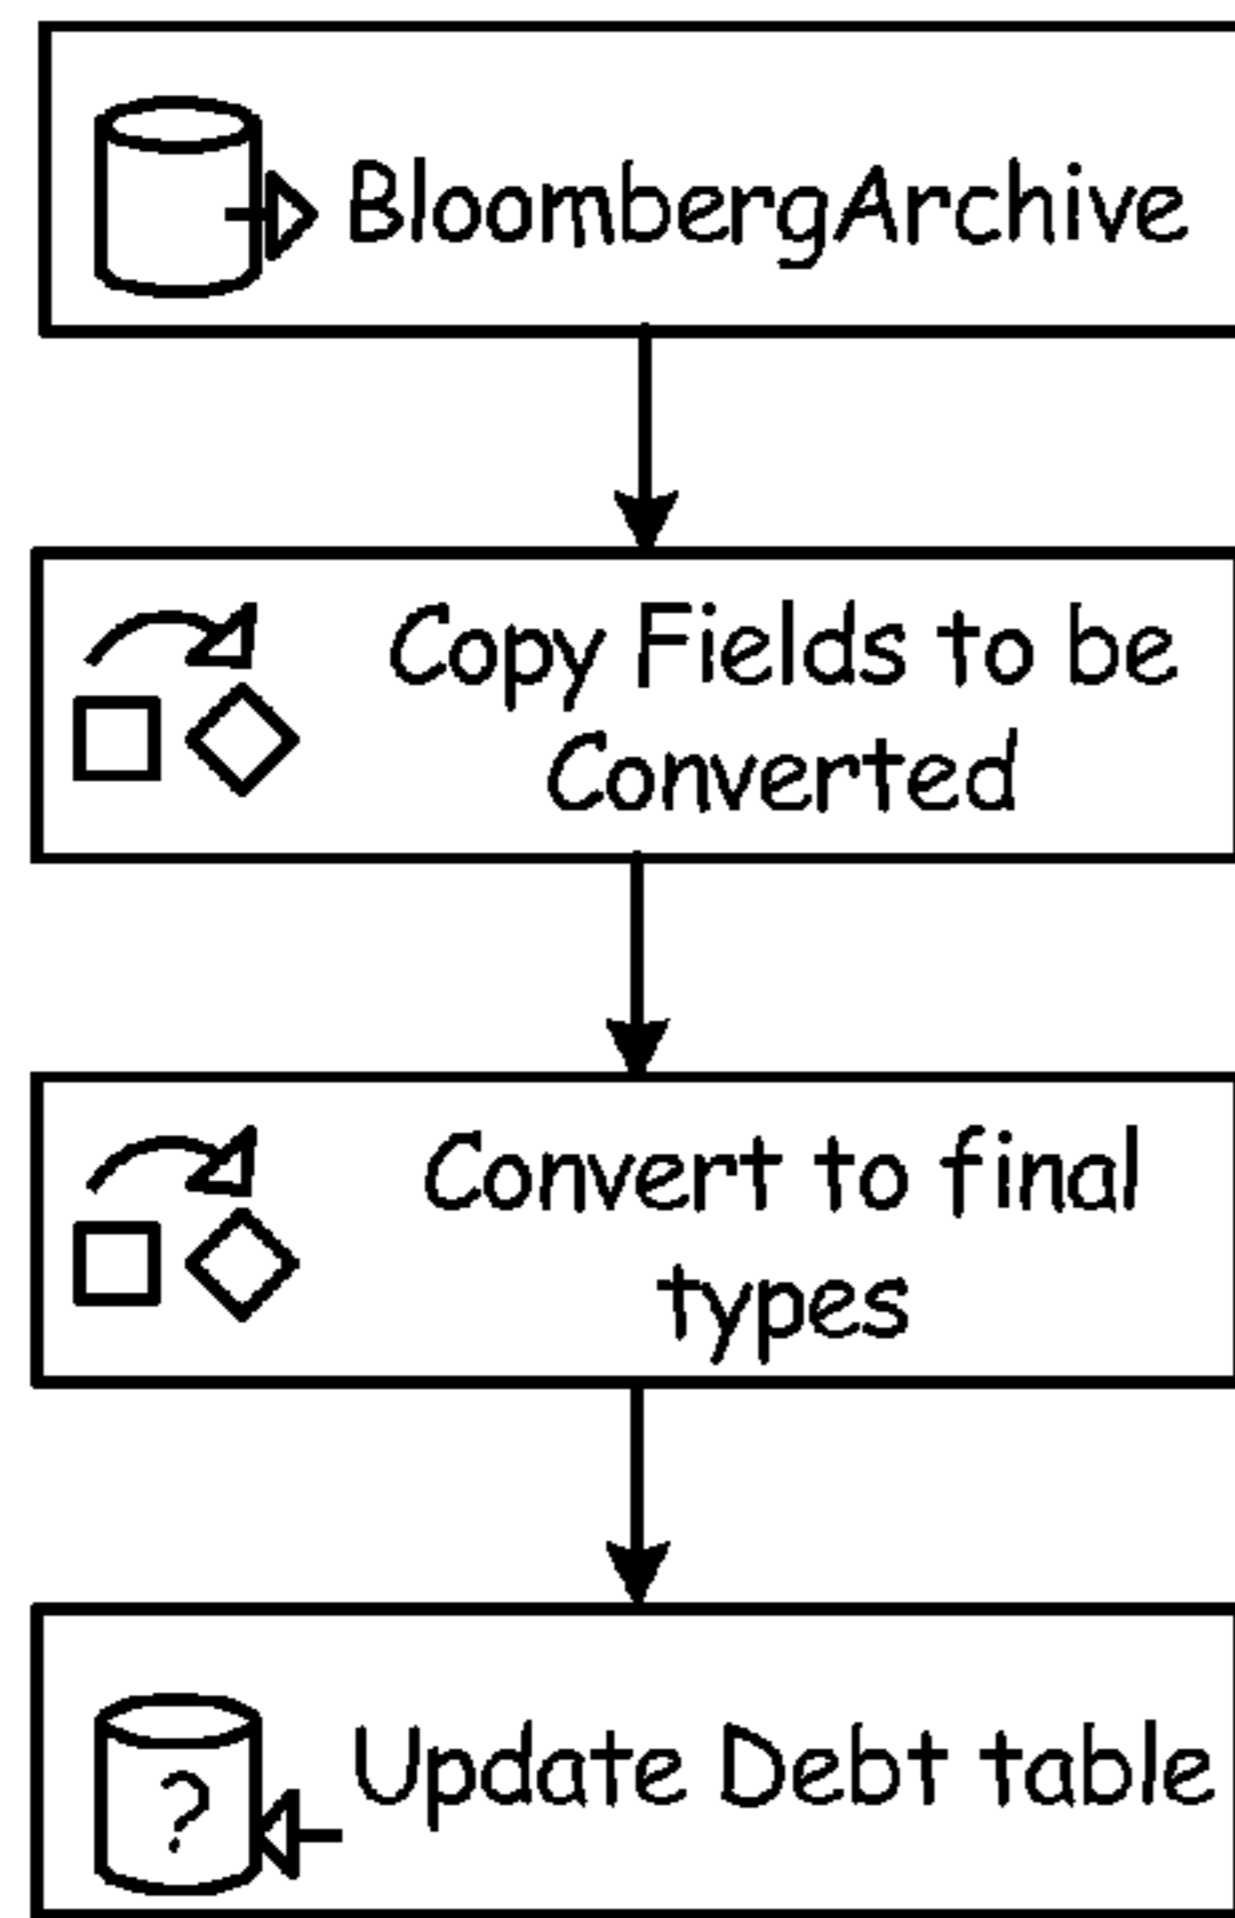 BloombergArchive
Copy Fields to be
Converted
Convert to final
types
?
Update Debt table